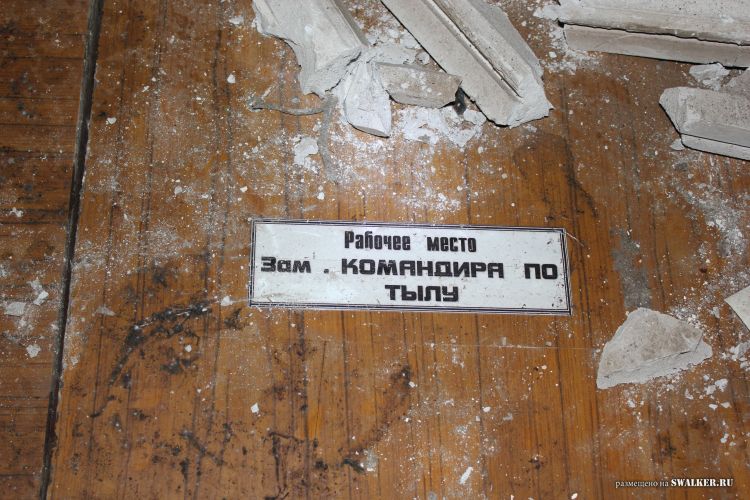 Рабочее место
Зам . КОМАНДИРА ПО
ТЫЛУ
размещено на SWALKER.RU